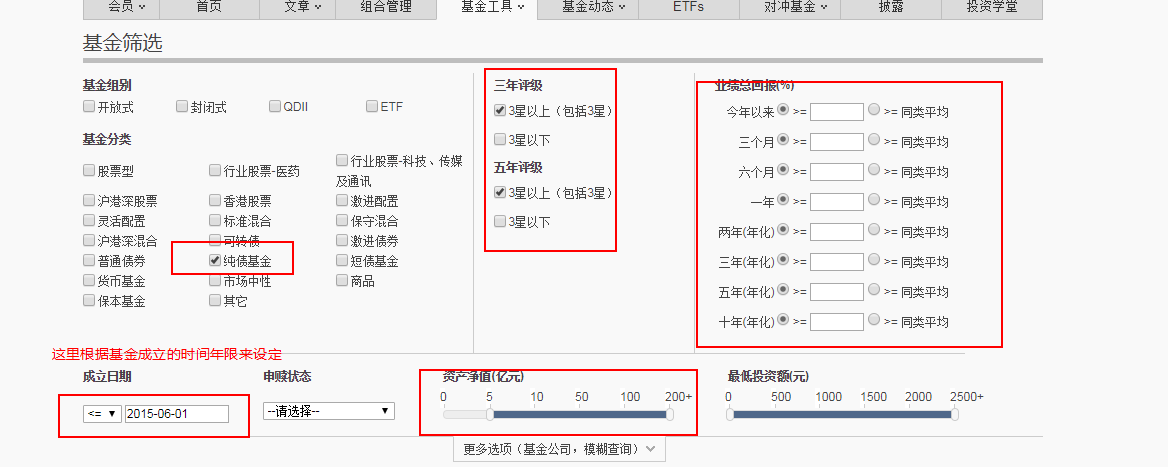 会员 首页 文章 组合管理 基金工具 基金动态 ETFs 对冲基金 披露 投资学堂
基金筛选
基金组别
开放式 封闭式 QDII ETF
基金分类
股票型 行业股票-医药 行业股票-科技、传媒及通讯
沪港深股票 香港股票 激进配置
灵活配置 标准混合 保守混合
沪港深混合 可转债 激进债券
普通债券 纯债基金 短债基金
货币基金 市场中性 商品
保本基金 其它
三年评级
3星以上（包括3星）
3星以下
五年评级
3星以上（包括3星）
3星以下
业绩总回报(%)
今年以来 >= >= 同类平均
三个月 >= >= 同类平均
六个月 >= >= 同类平均
一年 >= >= 同类平均
两年(年化) >= >= 同类平均
三年(年化) >= >= 同类平均
五年(年化) >= >= 同类平均
十年(年化) >= >= 同类平均
这里根据基金成立的时间年限来设定
成立日期
<= 2015-06-01
申赎状态
--请选择--
资产净值(亿元)
0 5 10 50 100 200+
最低投资额(元)
0 500 1000 1500 2000 2500+
更多选项（基金公司，模糊查询）